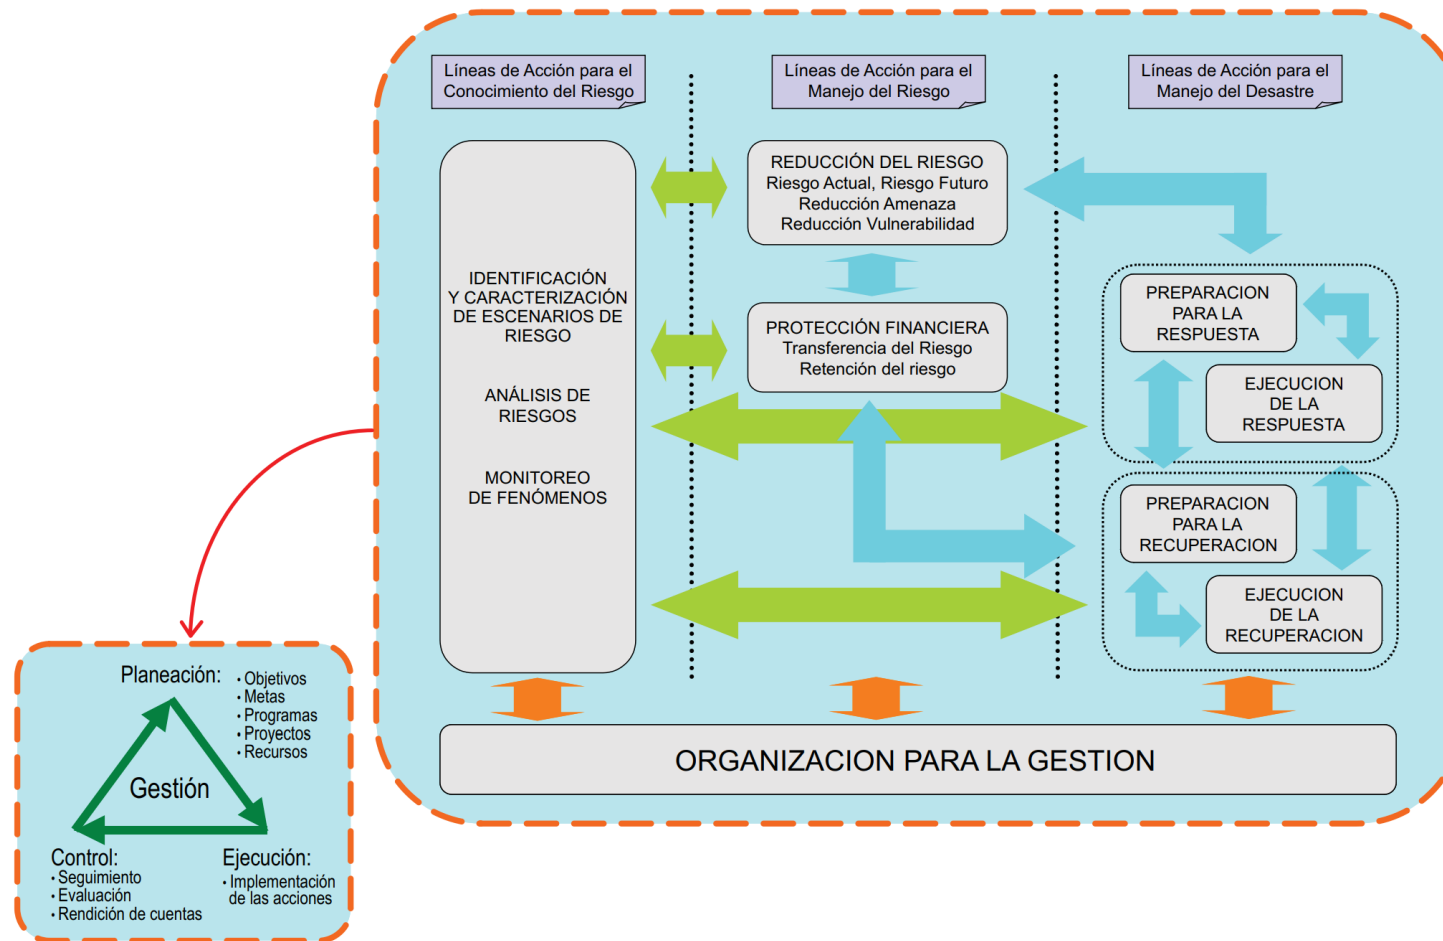 Líneas de Acción para el
Conocimiento del Riesgo
Líneas de Acción para el
Manejo del Riesgo
Líneas de Acción para el
Manejo del Desastre
IDENTIFICACIÓN
Y CARACTERIZACIÓN
DE ESCENARIOS DE
RIESGO
ANÁLISIS DE
RIESGOS
MONITOREO
DE FENÓMENOS
REDUCCIÓN DEL RIESGO
Riesgo Actual, Riesgo Futuro
Reducción Amenaza
Reducción Vulnerabilidad
PROTECCIÓN FINANCIERA
Transferencia del Riesgo
Retención del riesgo
PREPARACION
PARA LA
RESPUESTA
EJECUCION
DE LA
RESPUESTA
PREPARACION
PARA LA
RECUPERACION
EJECUCION
DE LA
RECUPERACION
ORGANIZACION PARA LA GESTION
Planeación:
• Objetivos
• Metas
• Programas
• Proyectos
• Recursos
Gestión
Control:
• Seguimiento
• Evaluación
• Rendición de cuentas
Ejecución:
• Implementación
de las acciones